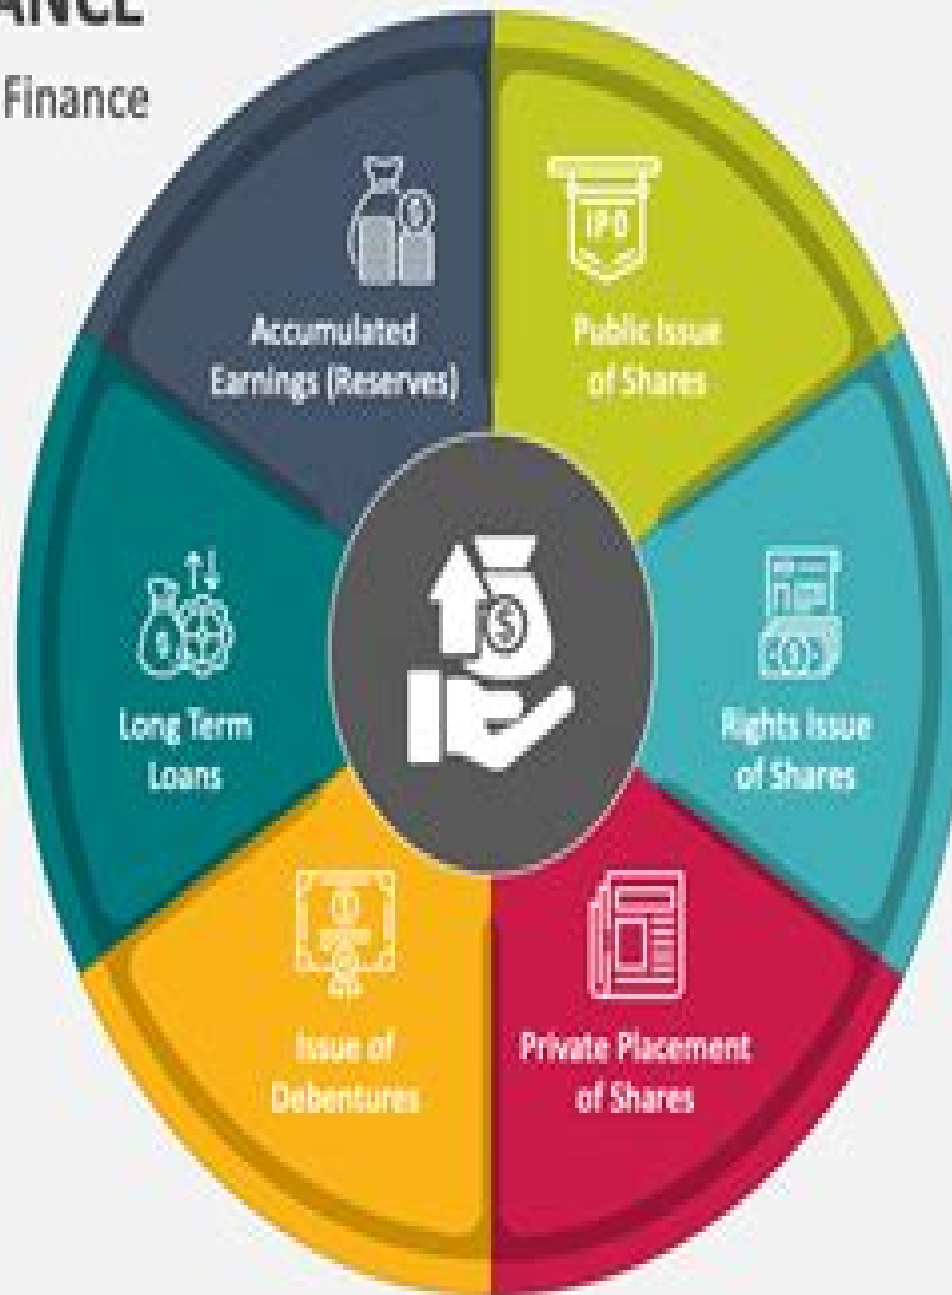 ANCE
Finance
Accumulated
Earnings (Reserves)
IPO
Public Issue
of Shares
Long Term
Loans
$
Rights Issue
of Shares
Issue of
Debentures
Private Placement
of Shares